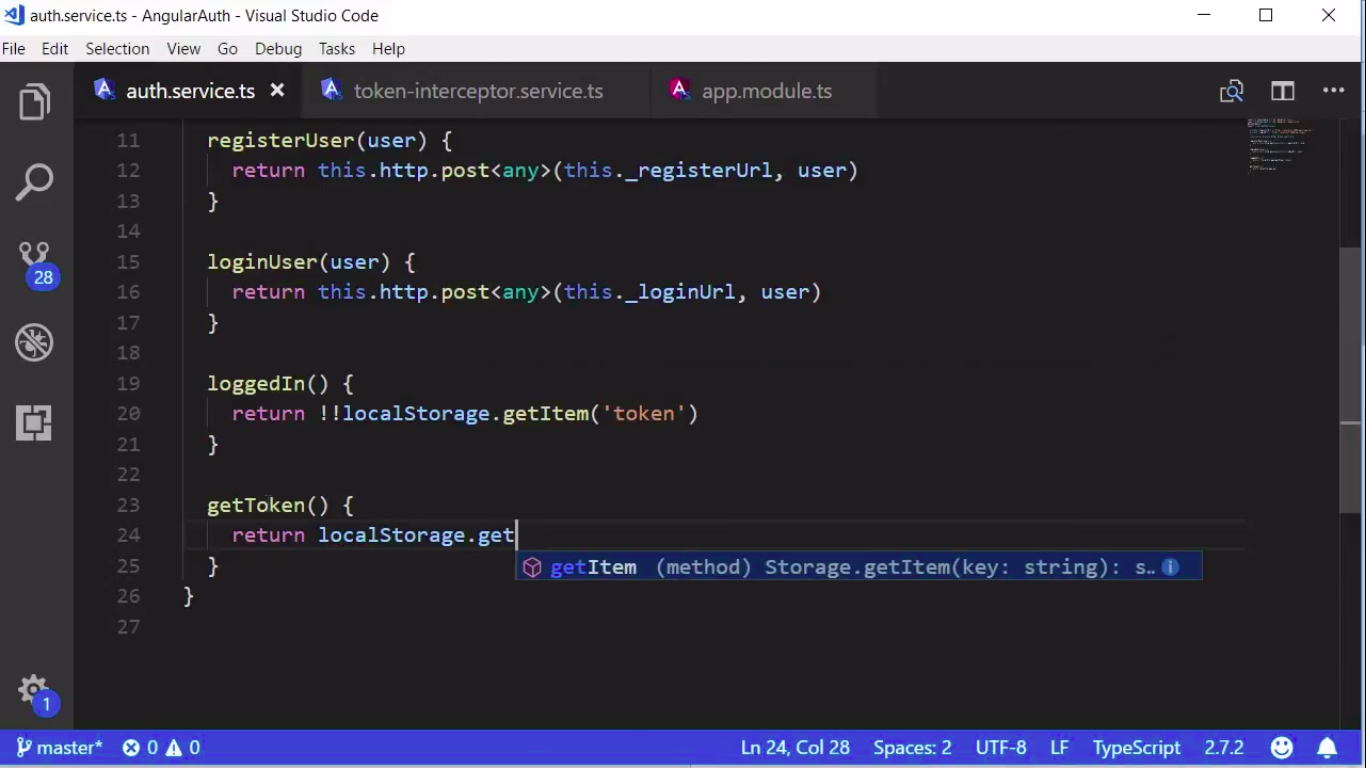 auth.service.ts - AngularAuth - Visual Studio Code
File Edit Selection View Go Debug Tasks Help
auth.service.ts token-interceptor.service.ts app.module.ts
11 registerUser(user) {
12 return this.http.post<any>(this._registerUrl, user)
13 }
14
15 loginUser(user) {
16 return this.http.post<any>(this._loginUrl, user)
17 }
18
19 loggedIn() {
20 return !!localStorage.getItem('token')
21 }
22
23 getToken() {
24 return localStorage.get
25 }
getItem (method) Storage.getItem(key: string): s..
26 }
27
28
1
master* 0 0 Ln 24, Col 28 Spaces: 2 UTF-8 LF TypeScript 2.7.2